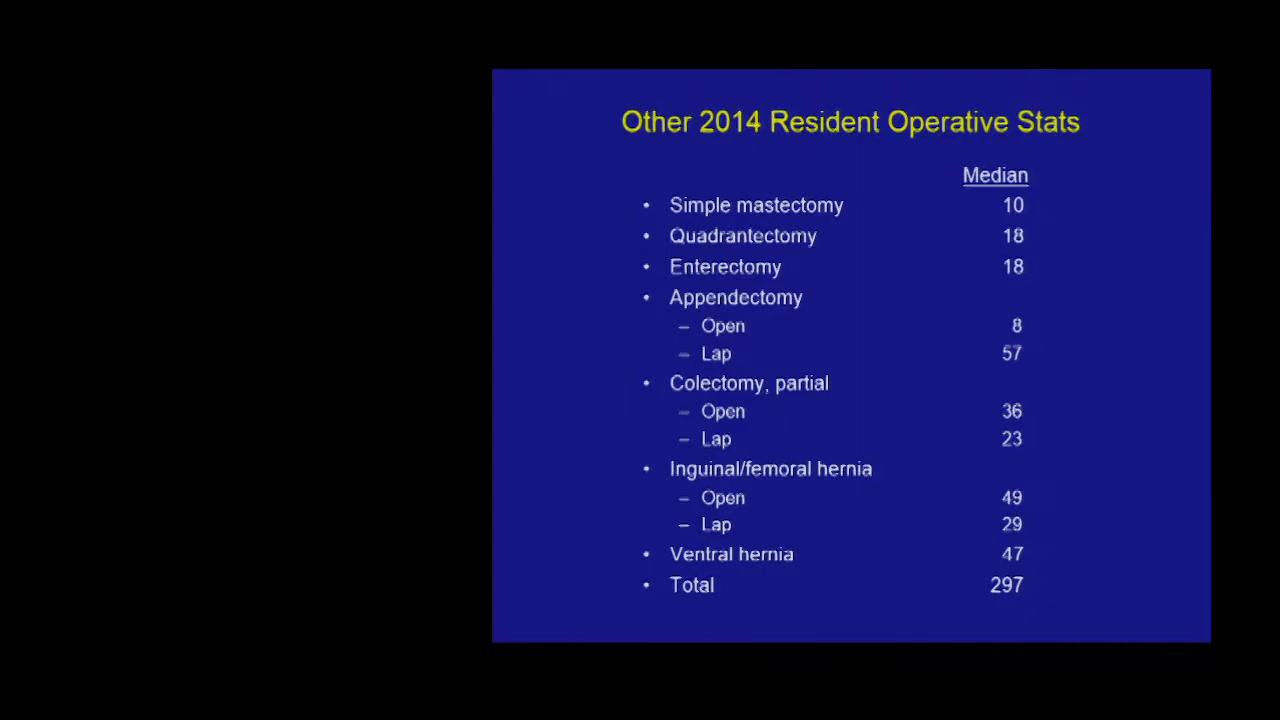 Other 2014 Resident Operative Stats
Median
• Simple mastectomy 10
• Quadrantectomy 18
• Enterectomy 18
• Appendectomy
– Open 8
– Lap 57
• Colectomy, partial
– Open 36
– Lap 23
• Inguinal/femoral hernia
– Open 49
– Lap 29
• Ventral hernia 47
• Total 297